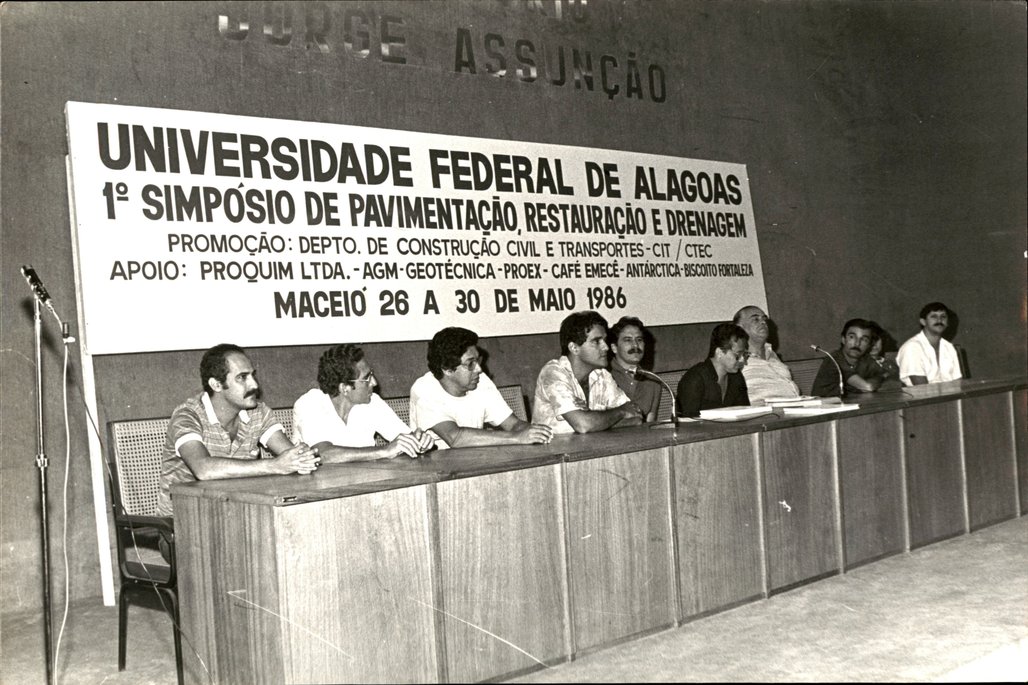 JORGE ASSUNÇÃO
UNIVERSIDADE FEDERAL DE ALAGOAS
1º SIMPÓSIO DE PAVIMENTAÇÃO, RESTAURAÇÃO E DRENAGEM
PROMOÇÃO: DEPTO. DE CONSTRUÇÃO CIVIL E TRANSPORTES-CIT / CTEC
APOIO: PROQUIM LTDA.-AGM-GEOTÉCNICA-PROEX-CAFÉ EMECÊ-ANTÁRCTICA-BISCOITO FORTALEZA
MACEIÓ 26 A 30 DE MAIO 1986